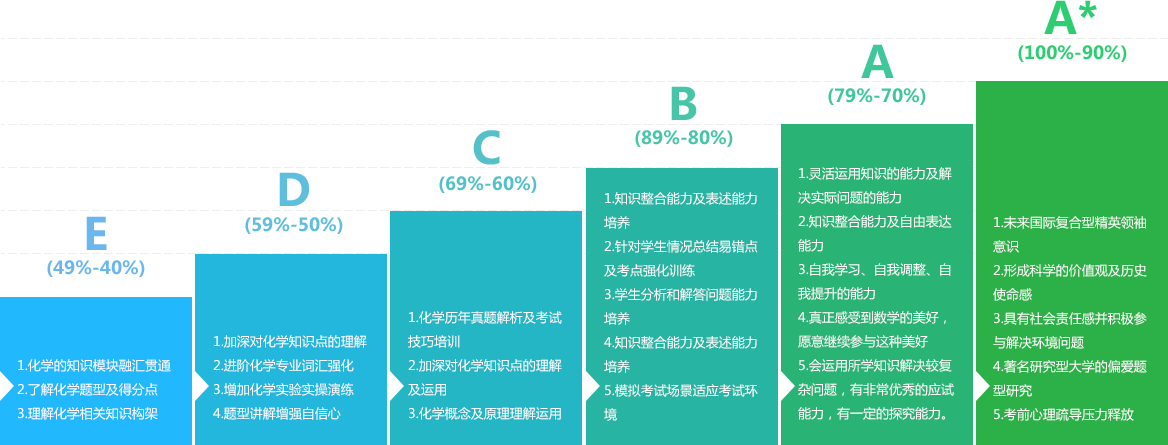 E
(49%-40%)
1.化学的知识模块融汇贯通
2.了解化学题型及得分点
3.理解化学相关知识构架
D
(59%-50%)
1.加深对化学知识点的理解
2.进阶化学专业词汇强化
3.增加化学实验实操演练
4.题型讲解增强自信心
C
(69%-60%)
1.化学历年真题解析及考试
技巧培训
2.加深对化学知识点的理解
及运用
3.化学概念及原理理解运用
B
(89%-80%)
1.知识整合能力及表述能力
培养
2.针对学生情况总结易错点
及考点强化训练
3.学生分析和解答问题能力
培养
4.知识整合能力及表述能力
培养
5.模拟考试场景适应考试环
境
A
(79%-70%)
1.灵活运用知识的能力及解
决实际问题的能力
2.知识整合能力及自由表达
能力
3.自我学习、自我调整、自
我提升的能力
4.真正感受到数学的美好，
愿意继续参与这种美好
5.会运用所学知识解决较复
杂问题，有非常优秀的应试
能力，有一定的探究能力。
A*
(100%-90%)
1.未来国际复合型精英领袖
意识
2.形成科学的价值观及历史
使命感
3.具有社会责任感并积极参
与解决环境问题
4.著名研究型大学的偏爱题
型研究
5.考前心理疏导压力释放